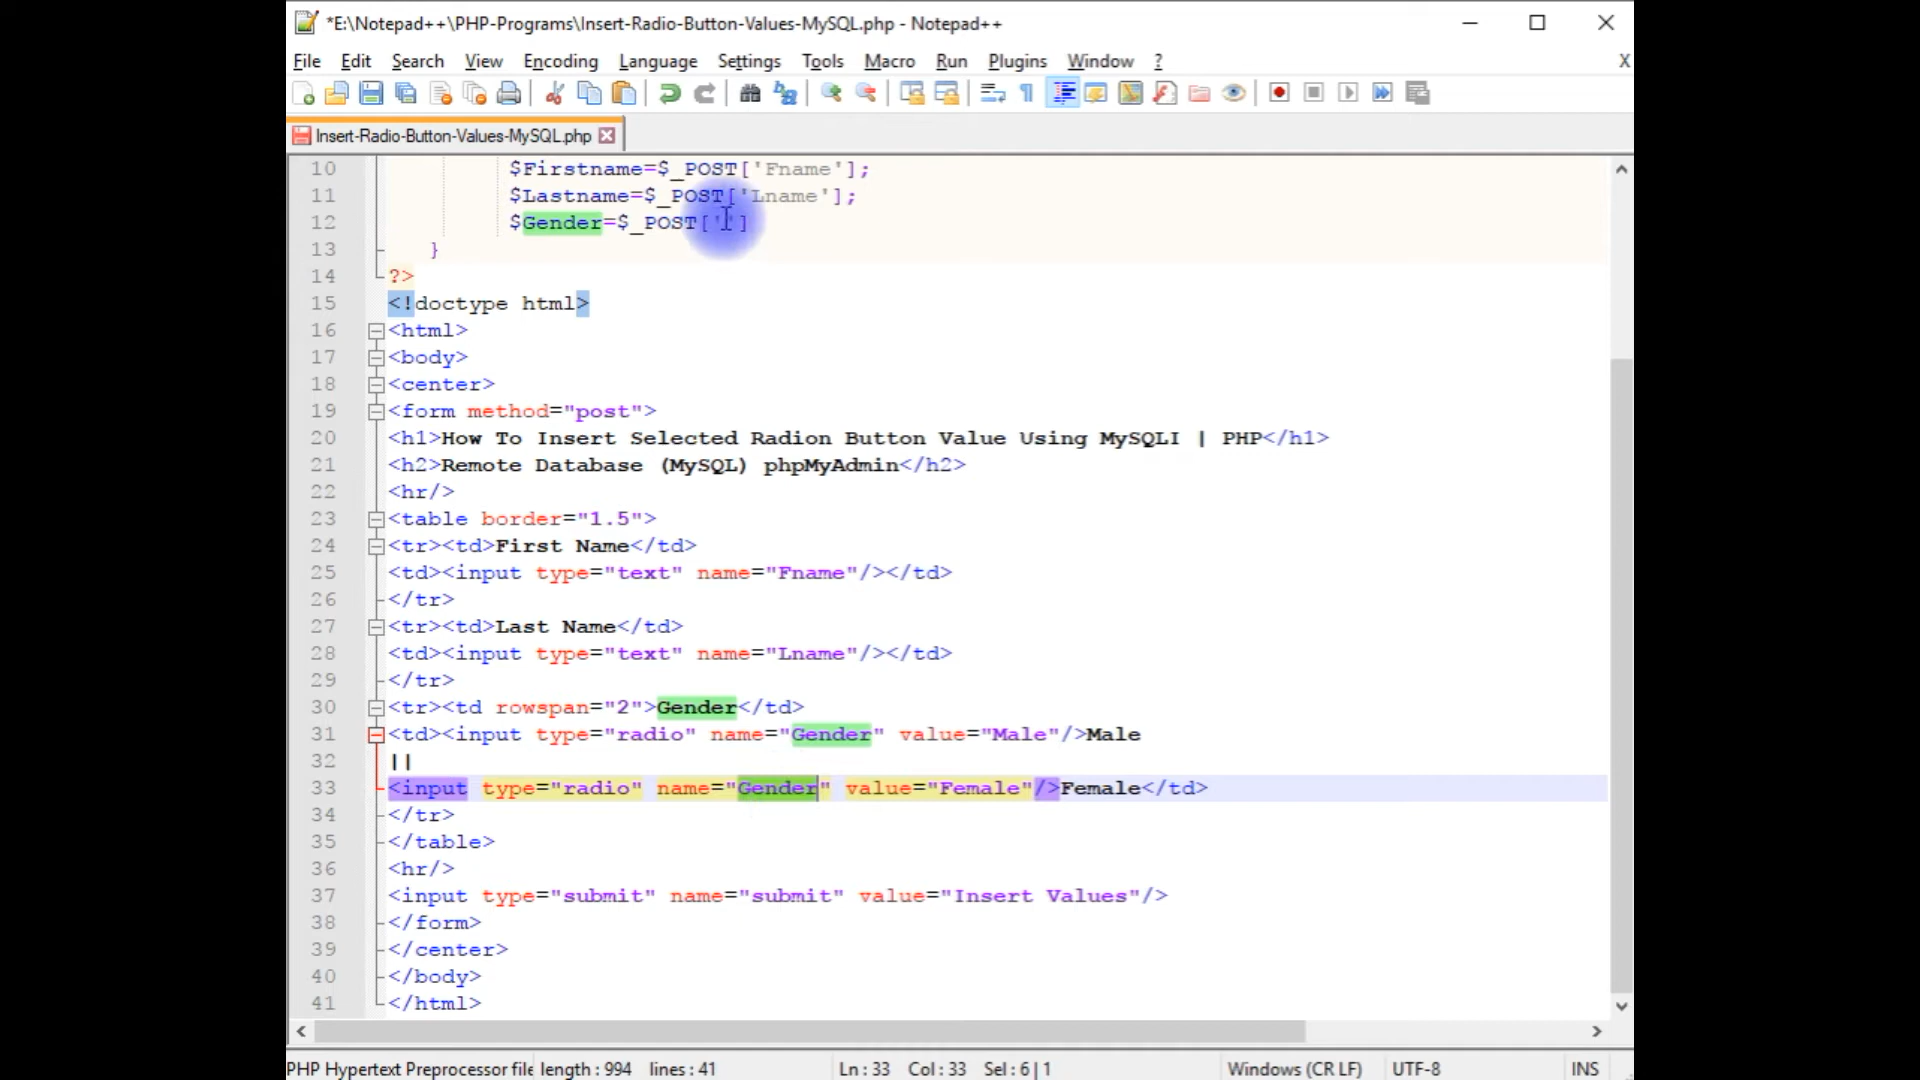 *E:\Notepad++\PHP-Programs\Insert-Radio-Button-Values-MySQL.php - Notepad++
File Edit Search View Encoding Language Settings Tools Macro Run Plugins Window ? X
Insert-Radio-Button-Values-MySQL.php
10 $Firstname=$_POST['Fname'];
11 $Lastname=$_POST['Lname'];
12 $Gender=$_POST['']
13 }
14 ?>
15 <!doctype html>
16 <html>
17 <body>
18 <center>
19 <form method="post">
20 <h1>How To Insert Selected Radion Button Value Using MySQLI | PHP</h1>
21 <h2>Remote Database (MySQL) phpMyAdmin</h2>
22 <hr/>
23 <table border="1.5">
24 <tr><td>First Name</td>
25 <td><input type="text" name="Fname"/></td>
26 </tr>
27 <tr><td>Last Name</td>
28 <td><input type="text" name="Lname"/></td>
29 </tr>
30 <tr><td rowspan="2">Gender</td>
31 <td><input type="radio" name="Gender" value="Male"/>Male
32 ||
33 <input type="radio" name="Gender" value="Female"/>Female</td>
34 </tr>
35 </table>
36 <hr/>
37 <input type="submit" name="submit" value="Insert Values"/>
38 </form>
39 </center>
40 </body>
41 </html>
PHP Hypertext Preprocessor file length : 994 lines : 41 Ln : 33 Col : 33 Sel : 6 | 1 Windows (CR LF) UTF-8 INS